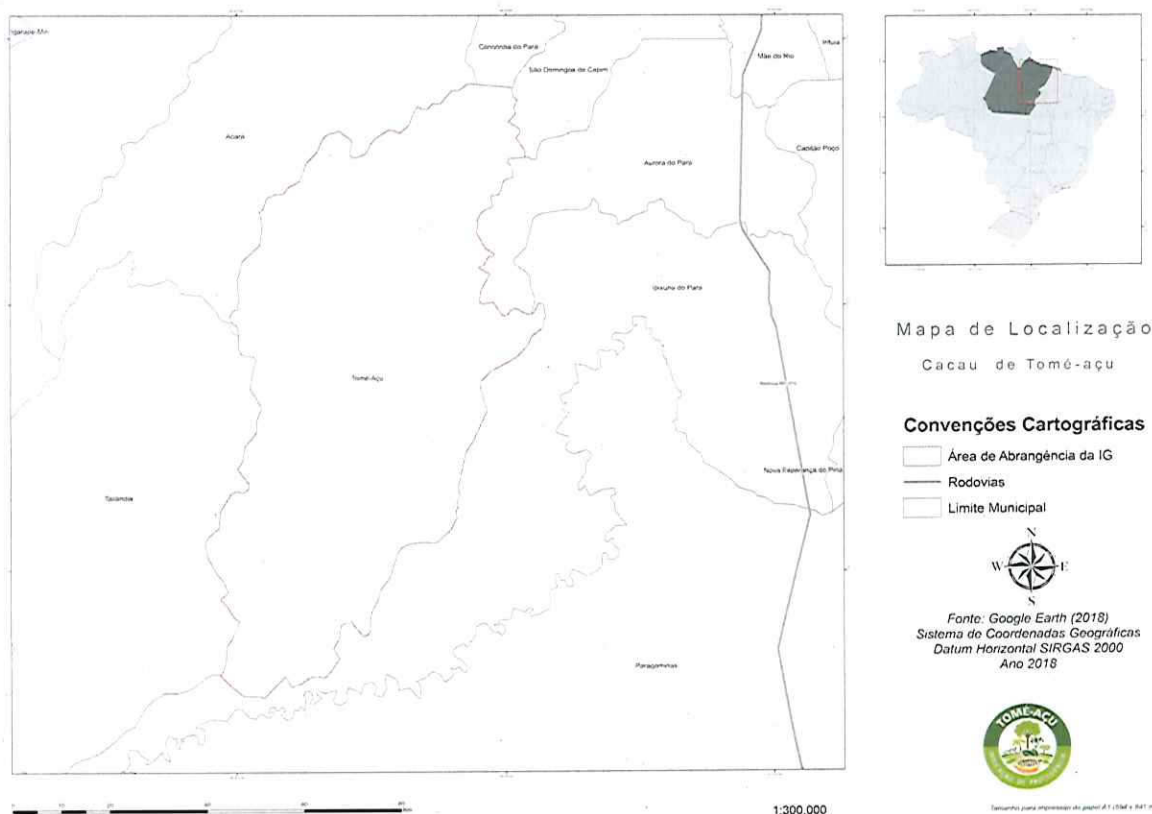 Concórdia do Pará
São Domingos do Capim
Mãe do Rio
Irituia
Acará
Aurora do Pará
Capitão Poço
Ipixuna do Pará
Tomé-Açu
Nova Esperança do Piriá
Tailândia
Paragominas
1:300.000
Mapa de Localização
Cacau de Tomé-açu
Convenções Cartográficas
Área de Abrangência da IG
Rodovias
Limite Municipal
N
W E
S
Fonte: Google Earth (2018)
Sistema de Coordenadas Geográficas
Datum Horizontal SIRGAS 2000
Ano 2018
TOMÉ-AÇU
INDICAÇÃO DE PROCEDÊNCIA